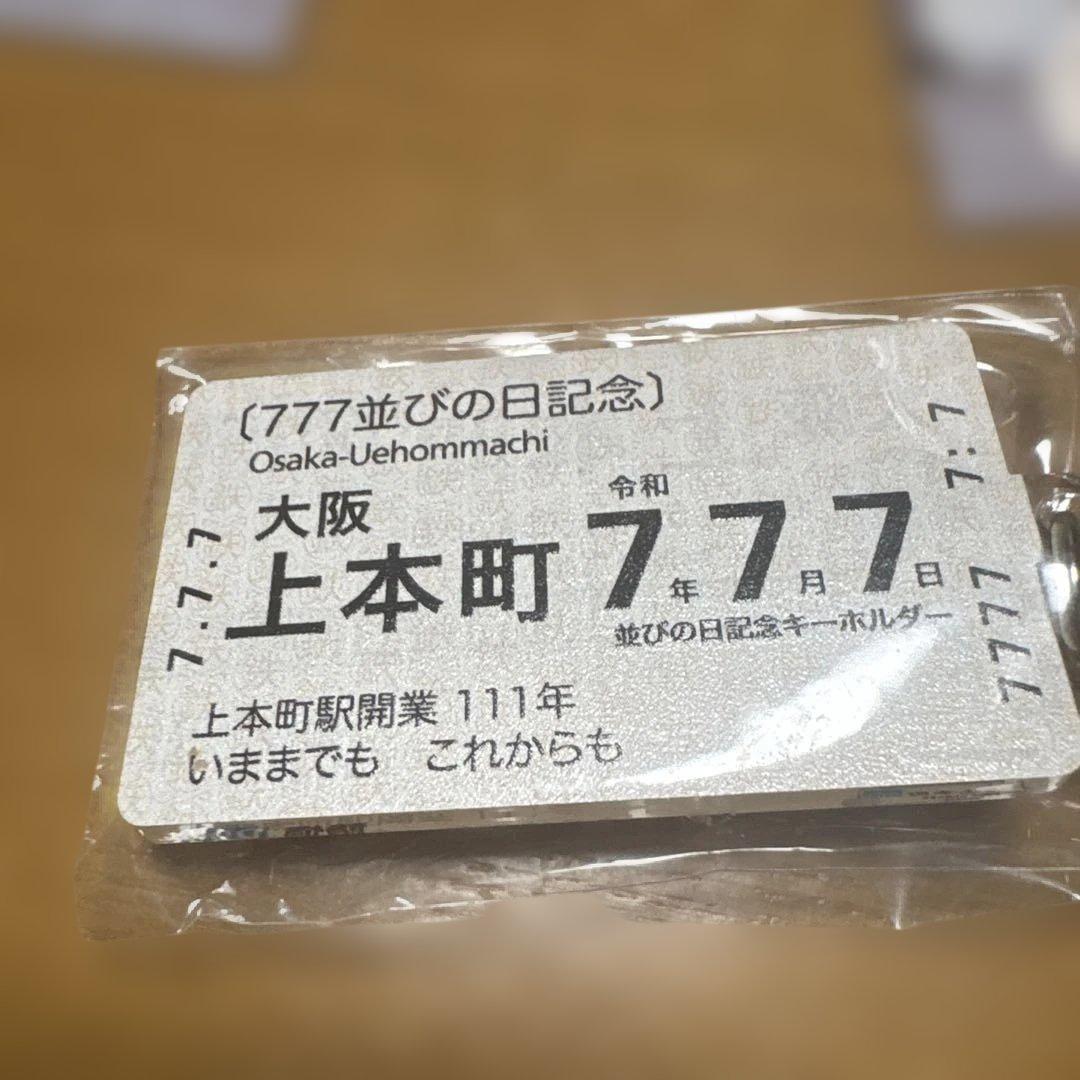 〔777並びの日記念〕
Osaka-Uehommachi
大阪
上本町
令和
7年7月7日
並びの日記念キーホルダー
上本町駅開業 111年
いままでも これからも
7.7.7
7:7
7777